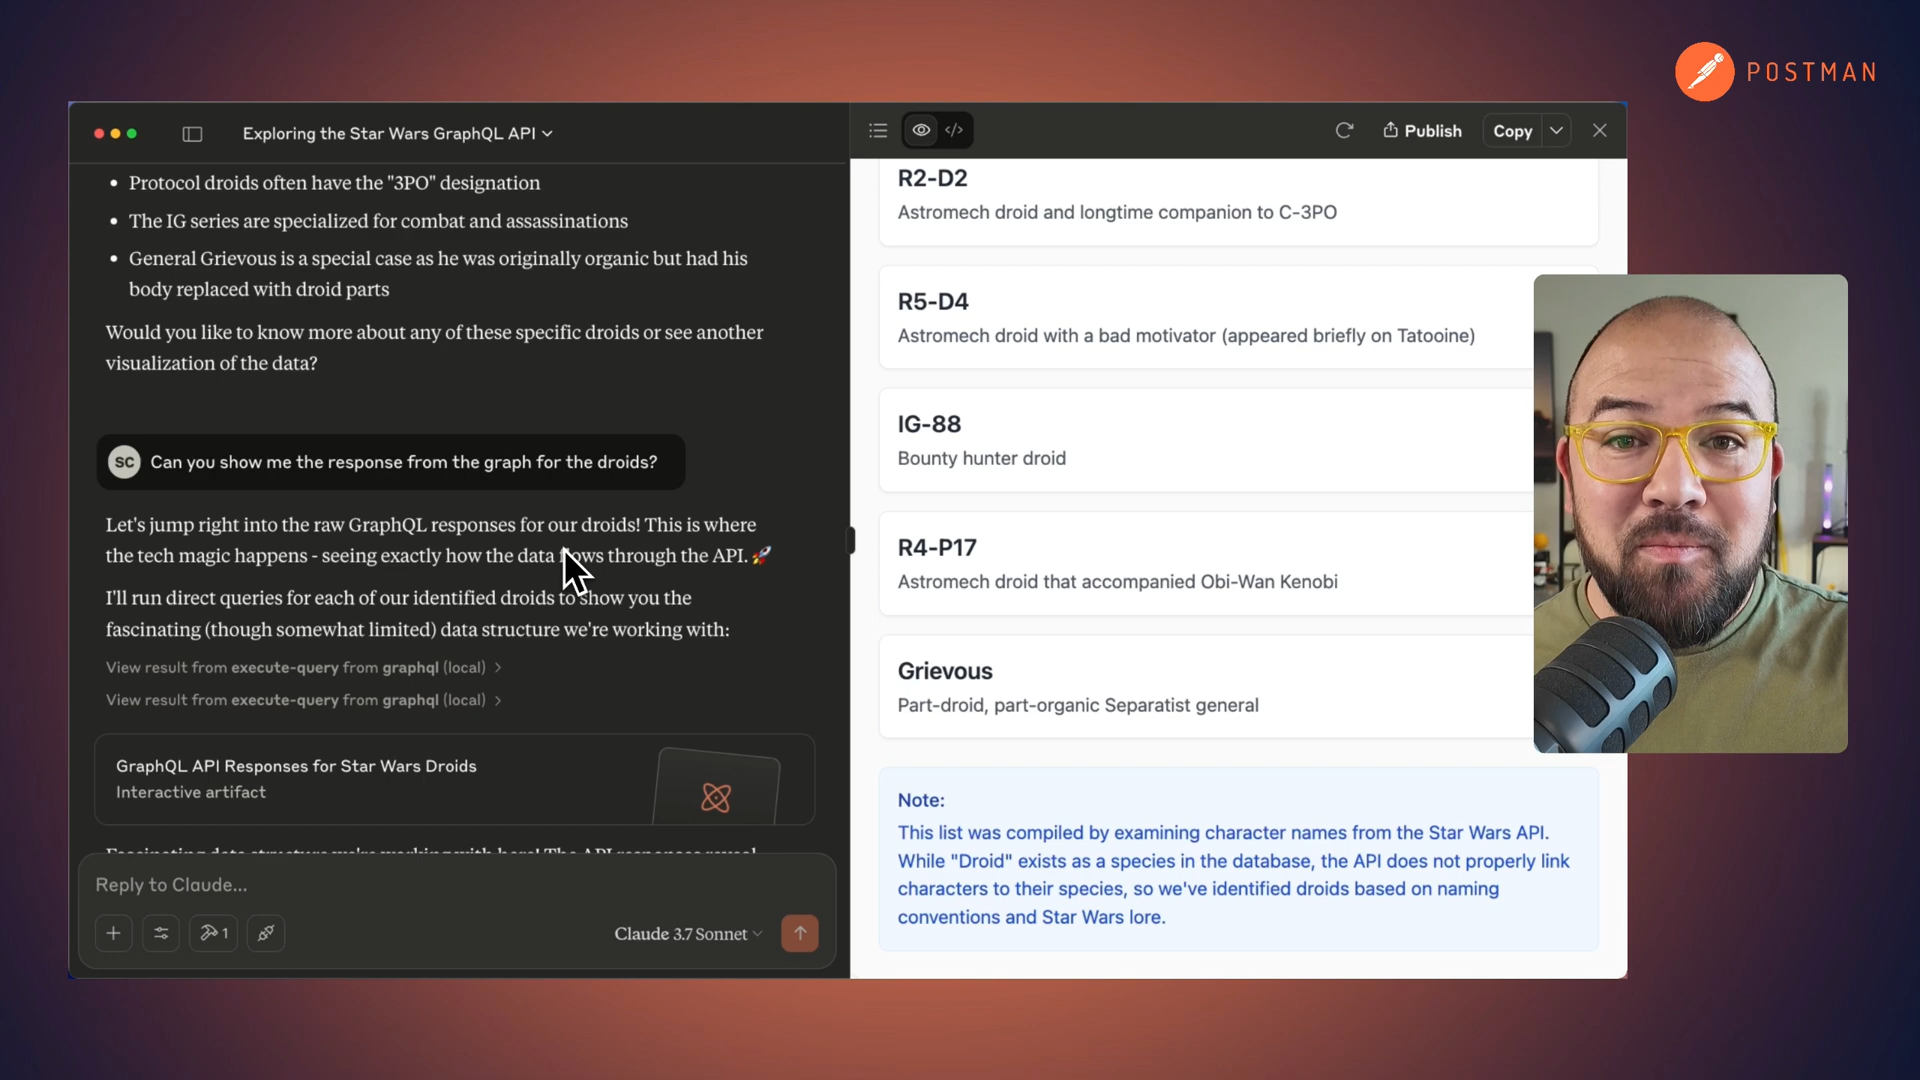 POSTMAN
Exploring the Star Wars GraphQL API
Protocol droids often have the "3PO" designation
The IG series are specialized for combat and assassinations
General Grievous is a special case as he was originally organic but had his
body replaced with droid parts
Would you like to know more about any of these specific droids or see another
visualization of the data?
SC
Can you show me the response from the graph for the droids?
Let's jump right into the raw GraphQL responses for our droids! This is where
the tech magic happens - seeing exactly how the data flows through the API. 🚀
I'll run direct queries for each of our identified droids to show you the
fascinating (though somewhat limited) data structure we're working with:
View result from execute-query from graphql (local)
View result from execute-query from graphql (local)
GraphQL API Responses for Star Wars Droids
Interactive artifact
Reply to Claude...
1
Claude 3.7 Sonnet
Publish
Copy
R2-D2
Astromech droid and longtime companion to C-3PO
R5-D4
Astromech droid with a bad motivator (appeared briefly on Tatooine)
IG-88
Bounty hunter droid
R4-P17
Astromech droid that accompanied Obi-Wan Kenobi
Grievous
Part-droid, part-organic Separatist general
Note:
This list was compiled by examining character names from the Star Wars API.
While "Droid" exists as a species in the database, the API does not properly link
characters to their species, so we've identified droids based on naming
conventions and Star Wars lore.